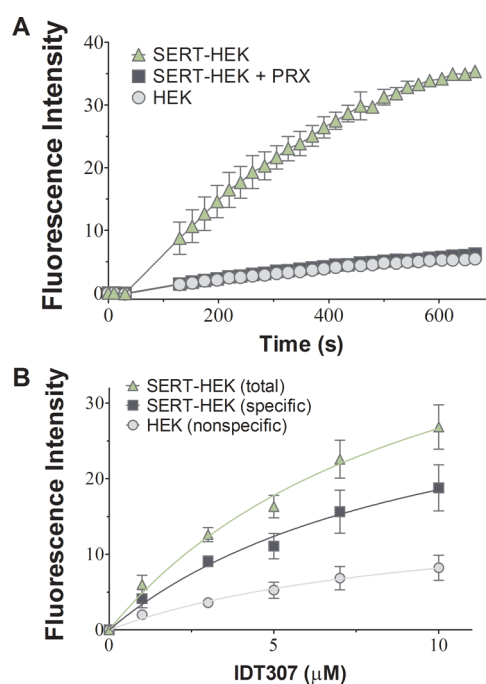 A
Fluorescence Intensity
40
30
20
10
0
SERT-HEK
SERT-HEK + PRX
HEK
0 200 400 600
Time (s)
B
Fluorescence Intensity
30
20
10
0
SERT-HEK (total)
SERT-HEK (specific)
HEK (nonspecific)
0 5 10
IDT307 (μM)